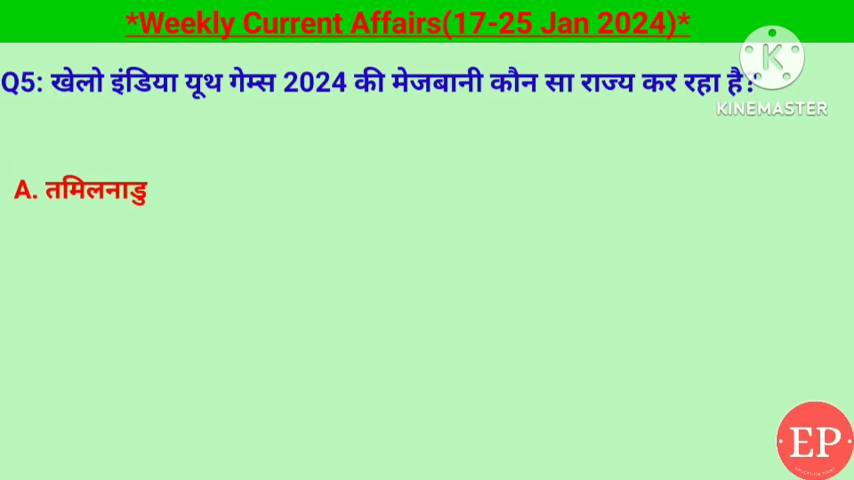 *Weekly Current Affairs(17-25 Jan 2024)*
Q5: खेलो इंडिया यूथ गेम्स 2024 की मेजबानी कौन सा राज्य कर रहा है?
KINEMASTER
A. तमिलनाडु
EP